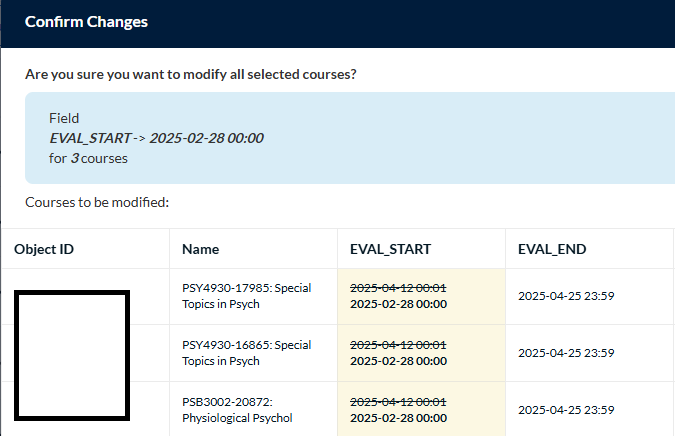 Confirm Changes
Are you sure you want to modify all selected courses?
Field
EVAL_START -> 2025-02-28 00:00
for 3 courses
Courses to be modified:
Object ID Name EVAL_START EVAL_END
PSY4930-17985: Special Topics in Psych 2025-04-12 00:01 2025-02-28 00:00 2025-04-25 23:59
PSY4930-16865: Special Topics in Psych 2025-04-12 00:01 2025-02-28 00:00 2025-04-25 23:59
PSB3002-20872: Physiological Psychol 2025-04-12 00:01 2025-02-28 00:00 2025-04-25 23:59